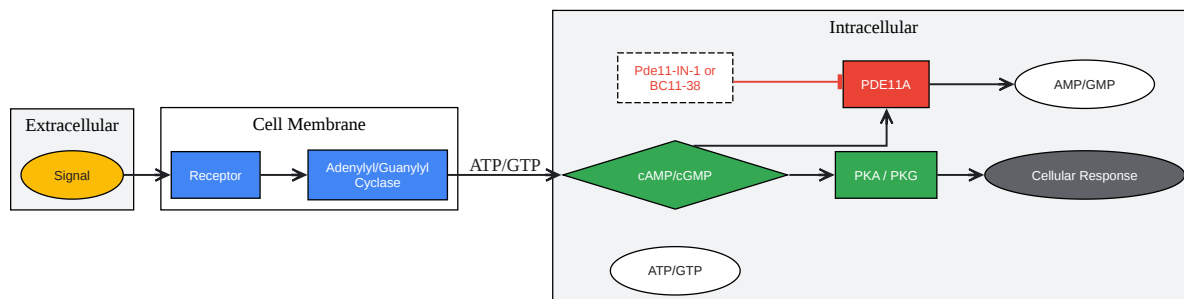 Extracellular
Signal
Cell Membrane
Receptor
Adenylyl/Guanylyl
Cyclase
ATP/GTP
Intracellular
Pde11-IN-1 or
BC11-38
PDE11A
AMP/GMP
cAMP/cGMP
PKA / PKG
Cellular Response
ATP/GTP